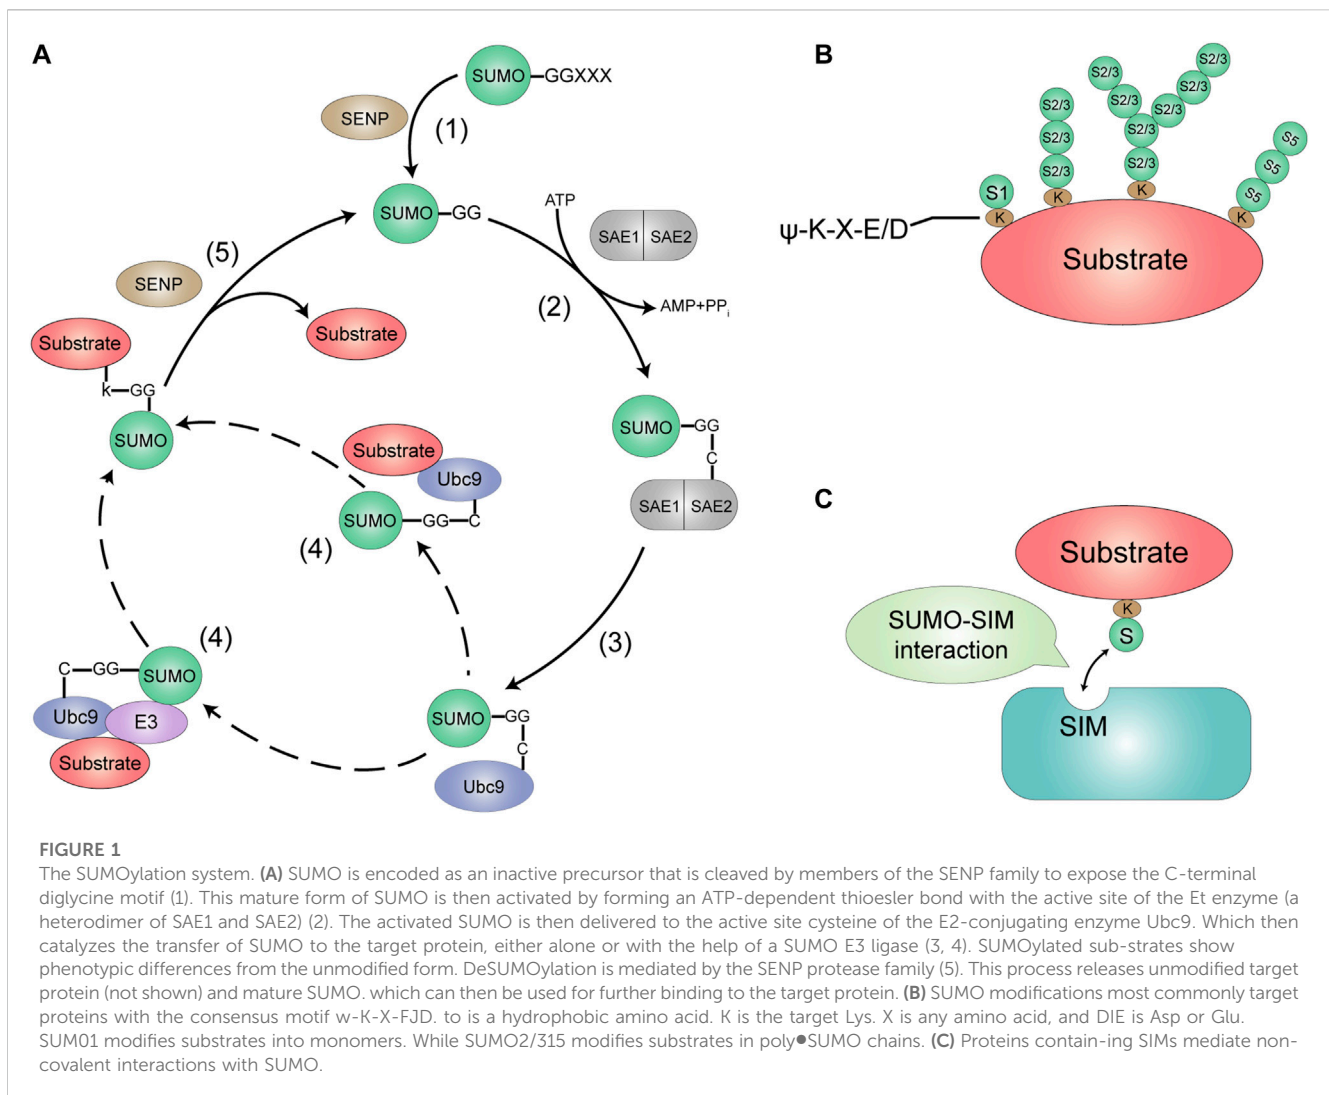 A
SUMO
GGXXX
SENP
(1)
SUMO
GG
ATP
SAE1
SAE2
(2)
AMP+PPi
(5)
SENP
Substrate
Substrate
k
GG
SUMO
SUMO
GG
C
SAE1
SAE2
Substrate
Ubc9
SUMO
GG
C
(4)
(3)
(4)
C
GG
SUMO
Ubc9
E3
Substrate
SUMO
GG
C
Ubc9
B
S2/3
S2/3
S2/3
S2/3
S2/3
S2/3
S2/3
S2/3
S2/3
S2/3
S5
S5
S5
S1
K
K
K
K
ψ-K-X-E/D
Substrate
C
Substrate
K
S
SUMO-SIM
interaction
SIM
FIGURE 1
The SUMOylation system. (A) SUMO is encoded as an inactive precursor that is cleaved by members of the SENP family to expose the C-terminal
diglycine motif (1). This mature form of SUMO is then activated by forming an ATP-dependent thioesler bond with the active site of the Et enzyme (a
heterodimer of SAE1 and SAE2) (2). The activated SUMO is then delivered to the active site cysteine of the E2-conjugating enzyme Ubc9. Which then
catalyzes the transfer of SUMO to the target protein, either alone or with the help of a SUMO E3 ligase (3, 4). SUMOylated sub-strates show
phenotypic differences from the unmodified form. DeSUMOylation is mediated by the SENP protease family (5). This process releases unmodified target
protein (not shown) and mature SUMO. which can then be used for further binding to the target protein. (B) SUMO modifications most commonly target
proteins with the consensus motif w-K-X-FJD. to is a hydrophobic amino acid. K is the target Lys. X is any amino acid, and DIE is Asp or Glu.
SUM01 modifies substrates into monomers. While SUMO2/315 modifies substrates in poly●SUMO chains. (C) Proteins contain-ing SIMs mediate non-
covalent interactions with SUMO.